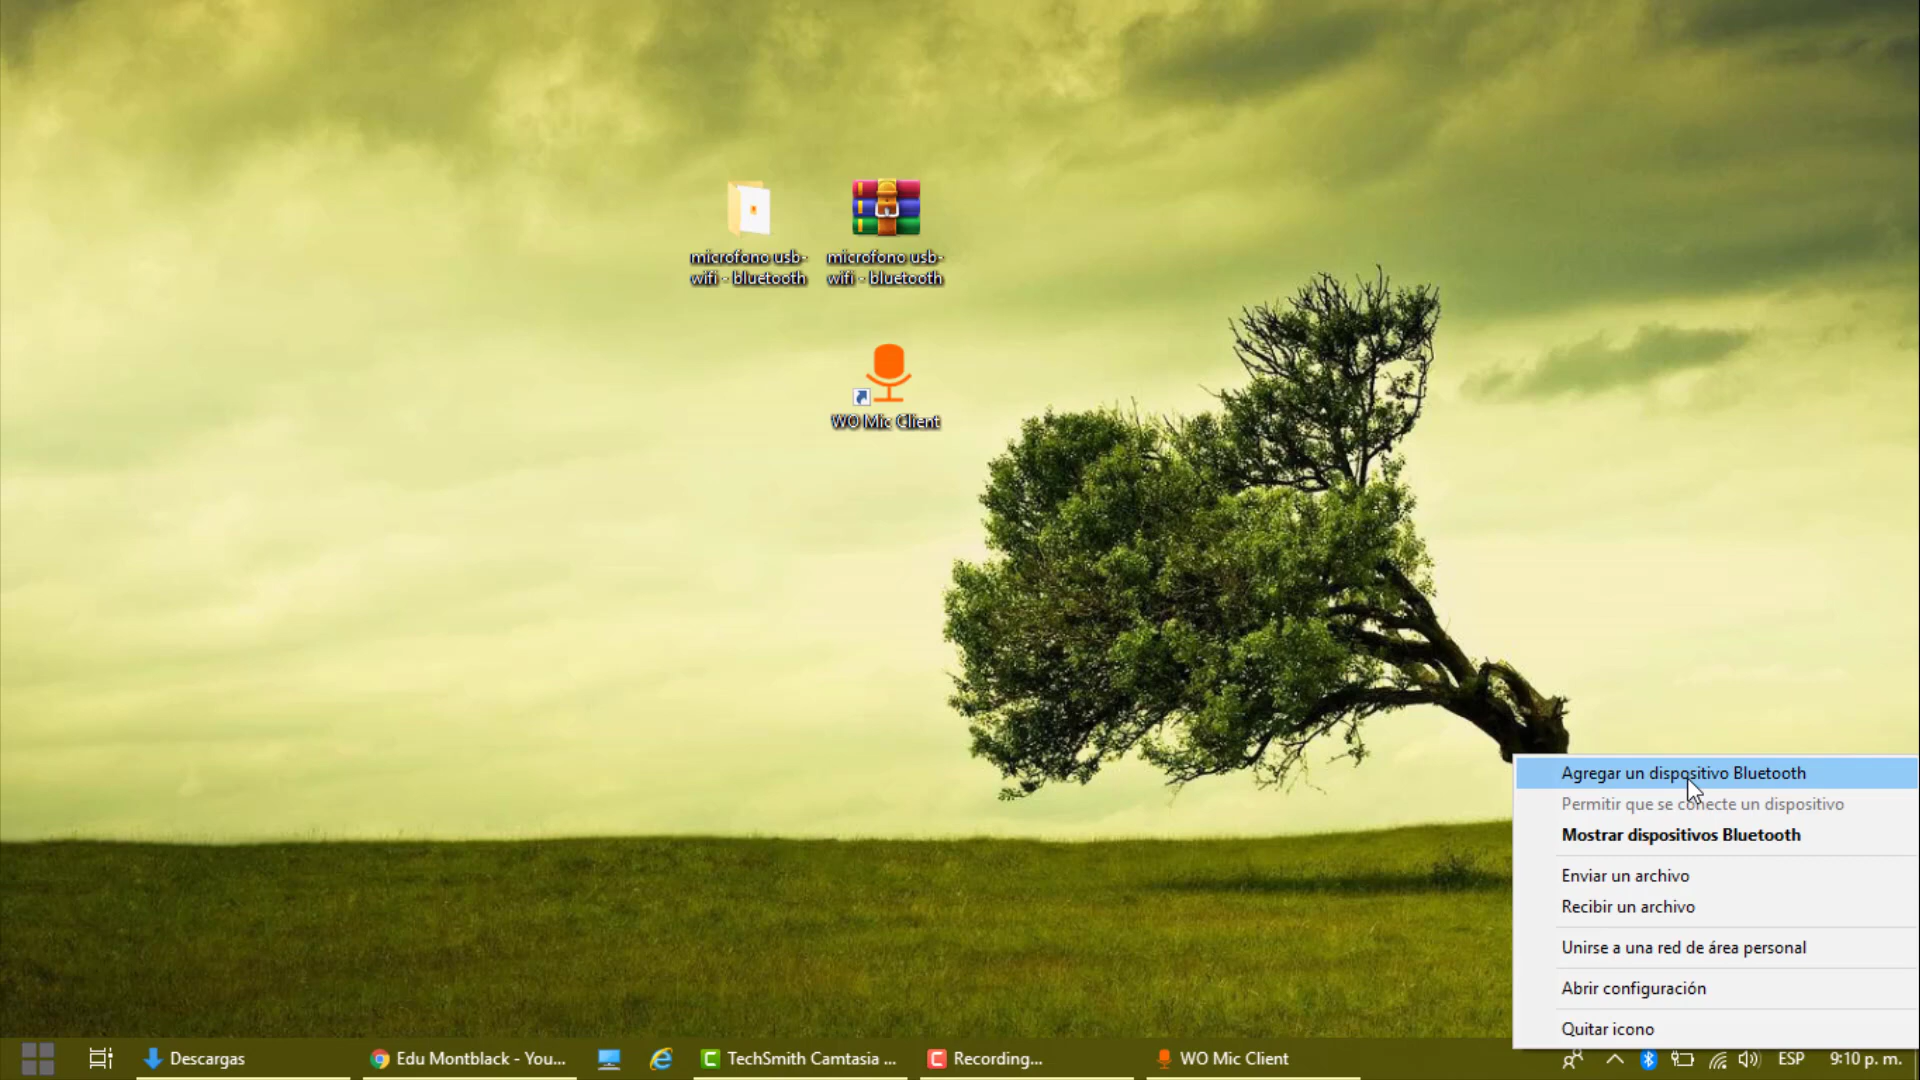 microfono usb-
wifi - bluetooth
microfono usb-
wifi - bluetooth
WO Mic Client
Agregar un dispositivo Bluetooth
Permitir que se conecte un dispositivo
Mostrar dispositivos Bluetooth
Enviar un archivo
Recibir un archivo
Unirse a una red de área personal
Abrir configuración
Quitar icono
Descargas
Edu Montblack - You...
TechSmith Camtasia ...
Recording...
WO Mic Client
ESP
9:10 p. m.